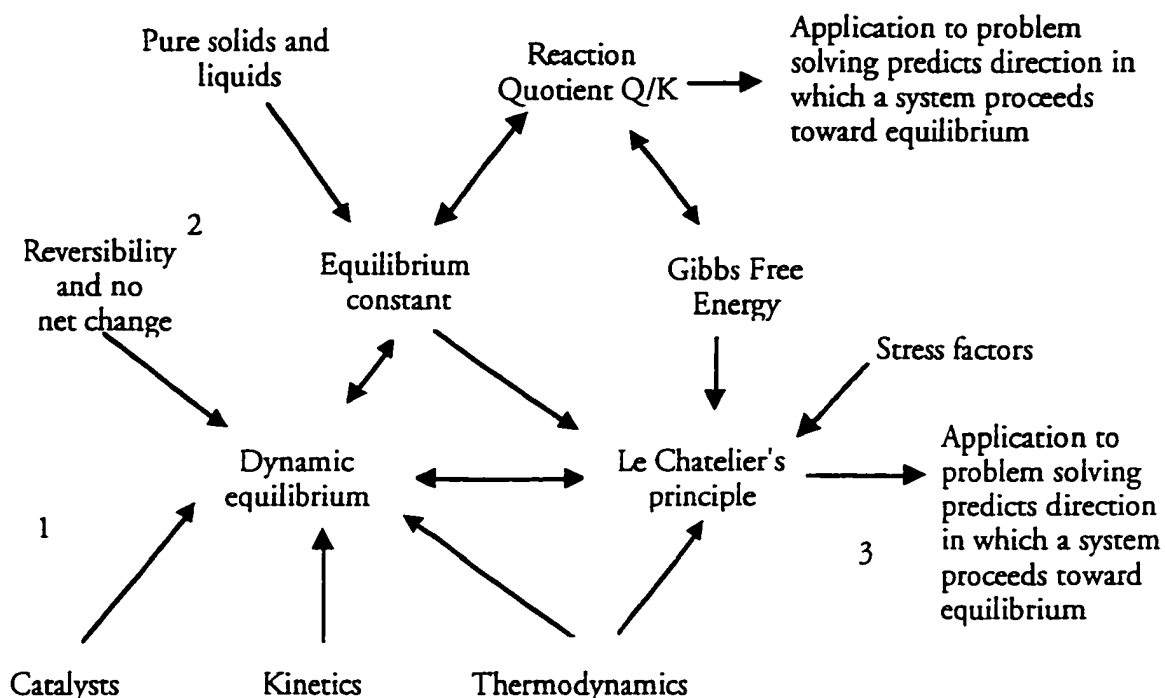 Pure solids and
liquids
Reaction
Quotient Q/K
Application to problem
solving predicts direction in
which a system proceeds
toward equilibrium
2
Reversibility
and no
net change
Equilibrium
constant
Gibbs Free
Energy
Stress factors
Dynamic
equilibrium
Le Chatelier's
principle
Application to
problem solving
predicts direction
in which a system
proceeds toward
equilibrium
1
3
Catalysts
Kinetics
Thermodynamics